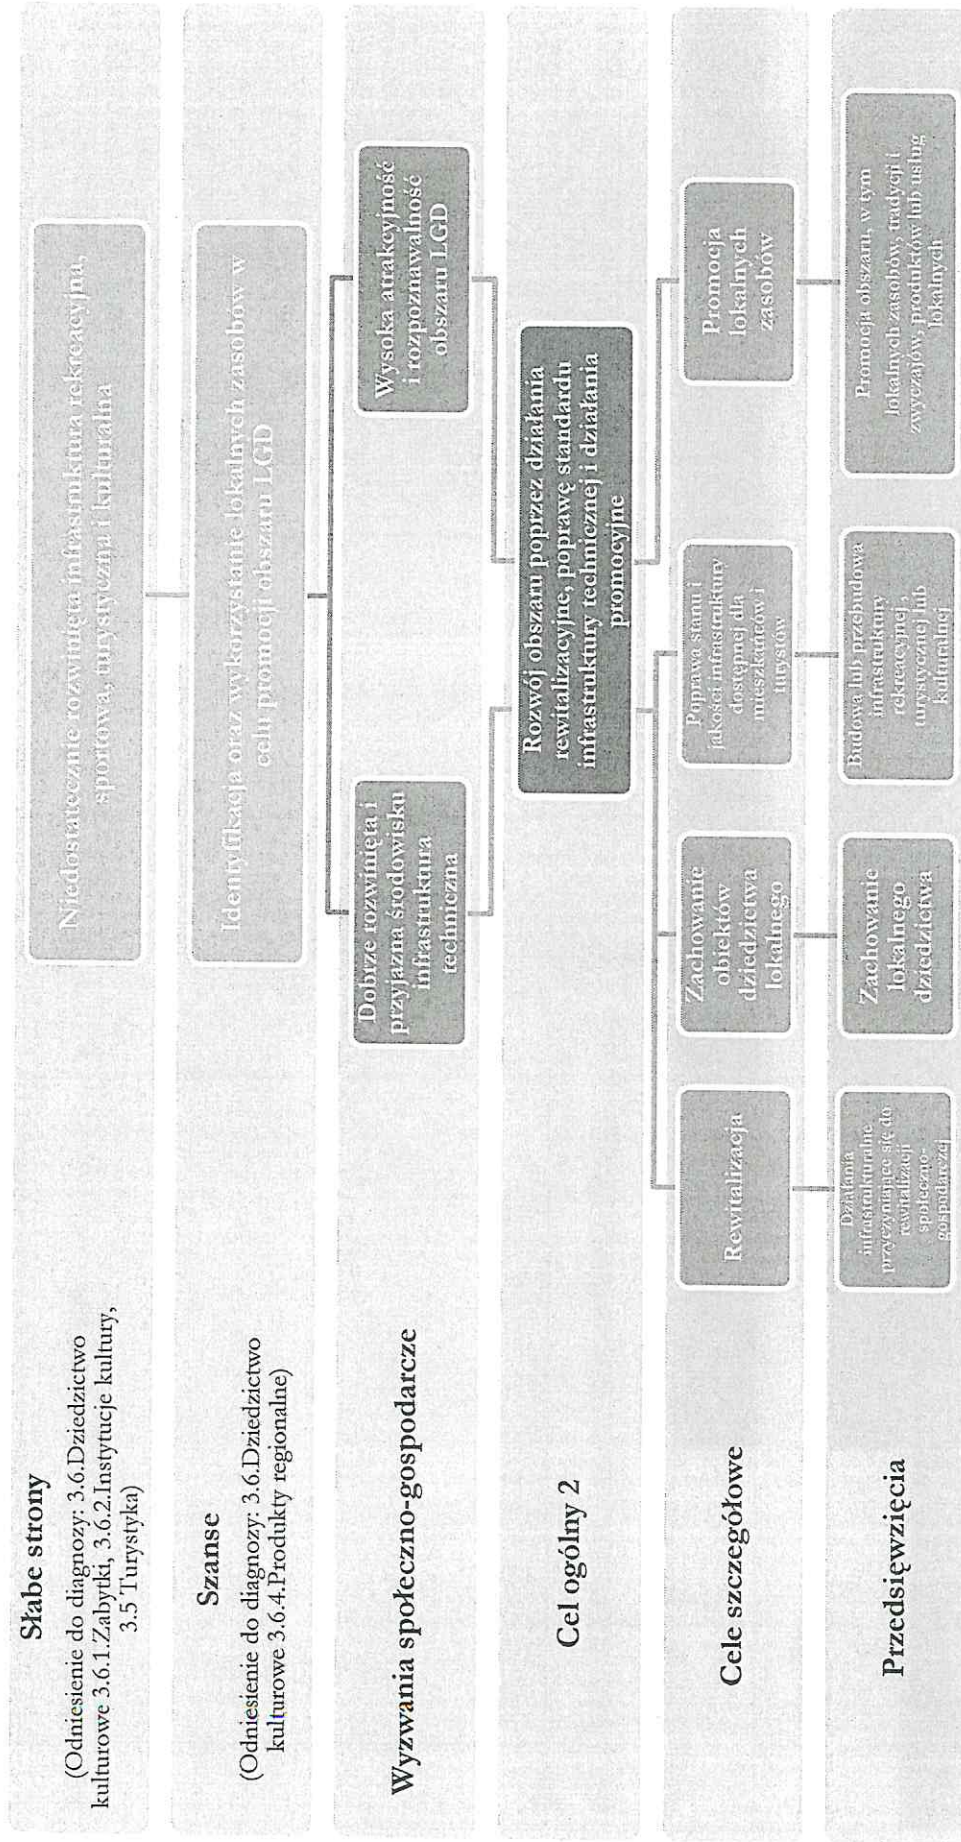 Słabe strony
(Odniesienie do diagnozy: 3.6.Dziedzictwo
kulturowe 3.6.1.Zabytki, 3.6.2.Instytucje kultury,
3.5 Turystyka)
Niedostatecznie rozwinięta infrastruktura rekreacyjna,
sportowa, turystyczna i kulturalna
Szanse
(Odniesienie do diagnozy: 3.6.Dziedzictwo
kulturowe 3.6.4.Produkty regionalne)
Identyfikacja oraz wykorzystanie lokalnych zasobów w
celu promocji obszaru LGD
Wyzwania społeczno-gospodarcze
Dobrze rozwinięta i
przyjazna środowisku
infrastruktura
techniczna
Wysoka atrakcyjność
i rozpoznawalność
obszaru LGD
Cel ogólny 2
Rozwój obszaru poprzez działania
rewitalizacyjne, poprawę standardu
infrastruktury technicznej i działania
promocyjne
Cele szczegółowe
Rewitalizacja
Zachowanie
obiektów
dziedzictwa
lokalnego
Poprawa stanu i
jakości infrastruktury
dostępnej dla
mieszkańców i
turystów
Promocja
lokalnych
zasobów
Przedsięwzięcia
Działania
infrastrukturalne
przyczyniające się do
rewitalizacji
społeczno-
gospodarczej
Zachowanie
lokalnego
dziedzictwa
Budowa lub przebudowa
infrastruktury
rekreacyjnej ,
turystycznej lub
kulturalnej
Promocja obszaru, w tym
lokalnych zasobów, tradycji i
zwyczajów, produktów lub usług
lokalnych